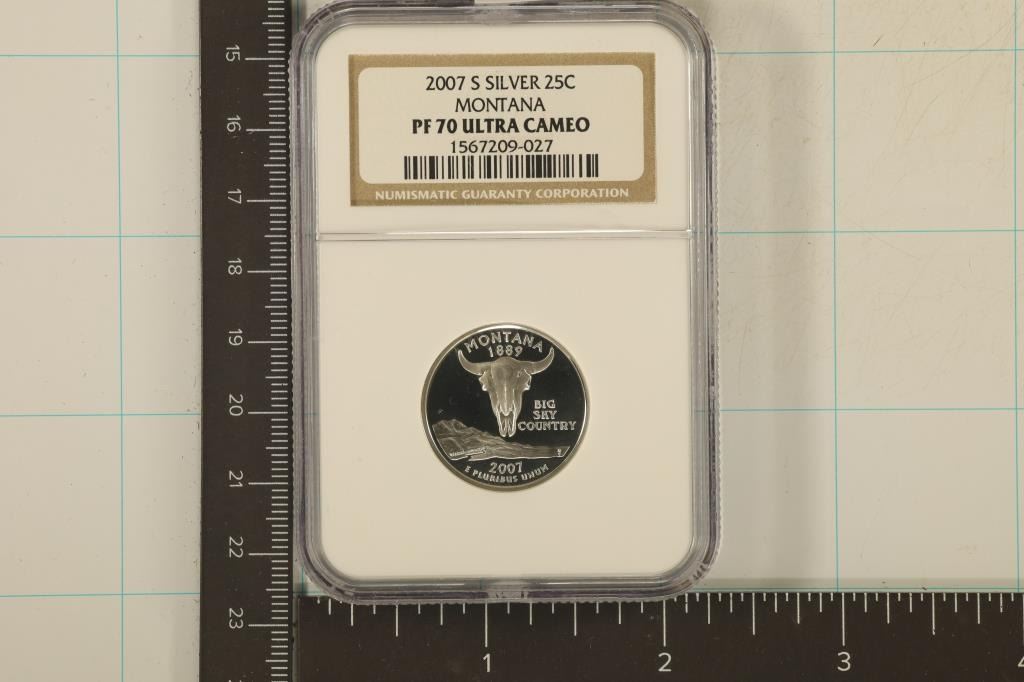 2007 S SILVER 25C
MONTANA
PF 70 ULTRA CAMEO
1567209-027
NUMISMATIC GUARANTY CORPORATION
MONTANA
1889
BIG
SKY
COUNTRY
2007
E PLURIBUS UNUM
15
16
17
18
19
20
21
22
23
1 2 3 4